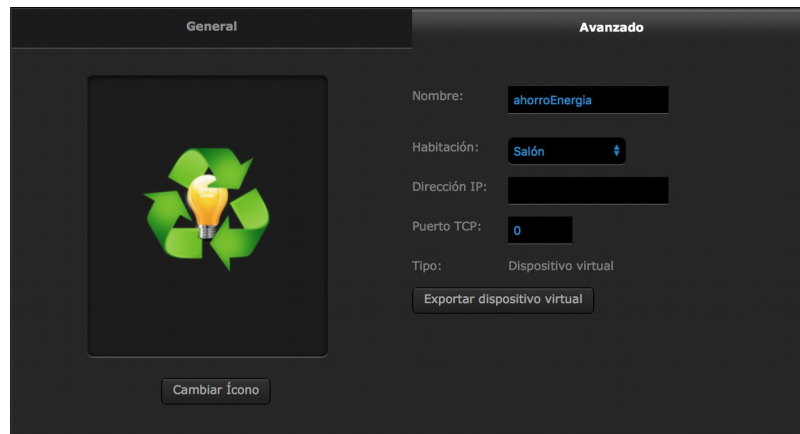 General
Avanzado
Nombre:
ahorroEnergia
Habitación:
Salón
Dirección IP:
Puerto TCP:
0
Tipo:
Dispositivo virtual
Exportar dispositivo virtual
Cambiar Ícono